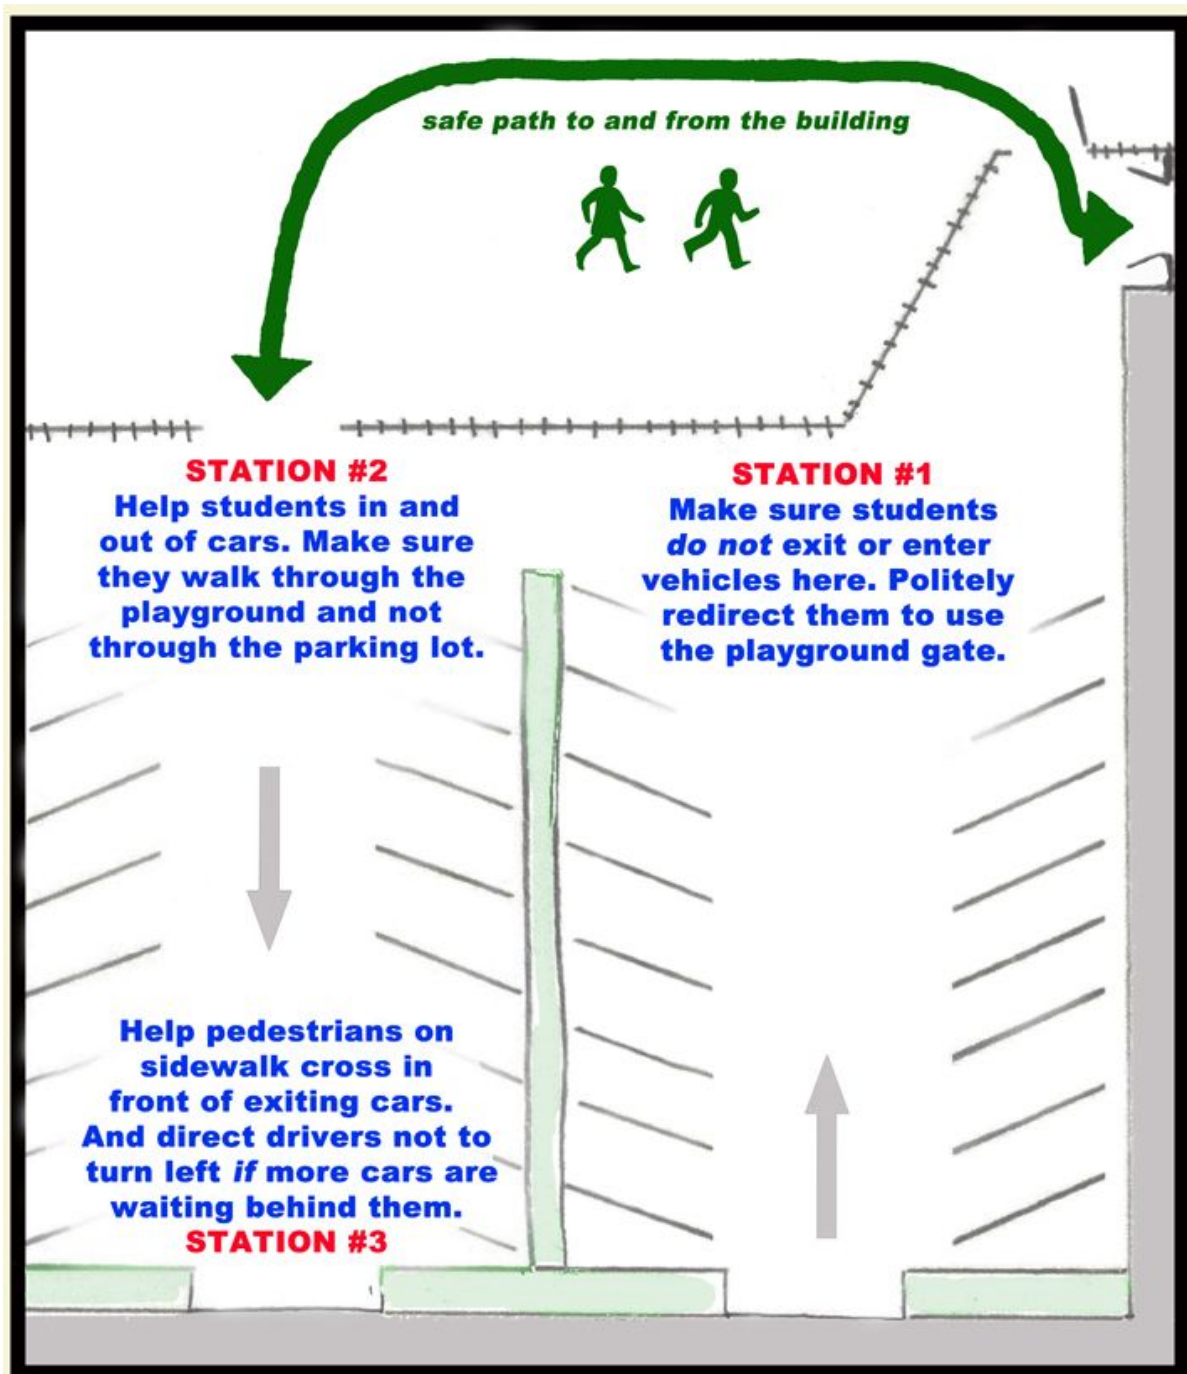 safe path to and from the building
STATION #2
Help students in and
out of cars. Make sure
they walk through the
playground and not
through the parking lot.
STATION #1
Make sure students
do not exit or enter
vehicles here. Politely
redirect them to use
the playground gate.
Help pedestrians on
sidewalk cross in
front of exiting cars.
And direct drivers not to
turn left if more cars are
waiting behind them.
STATION #3